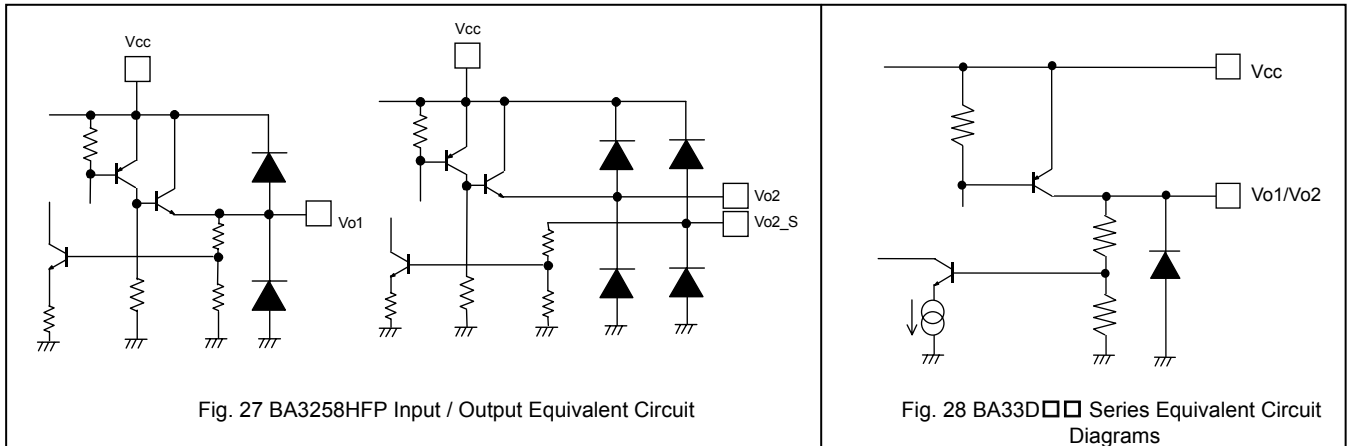 Vcc
Vo1
Vcc
Vo2
Vo2_S
Fig. 27 BA3258HFP Input / Output Equivalent Circuit
Vcc
Vo1/Vo2
Fig. 28 BA33D□□ Series Equivalent Circuit
Diagrams